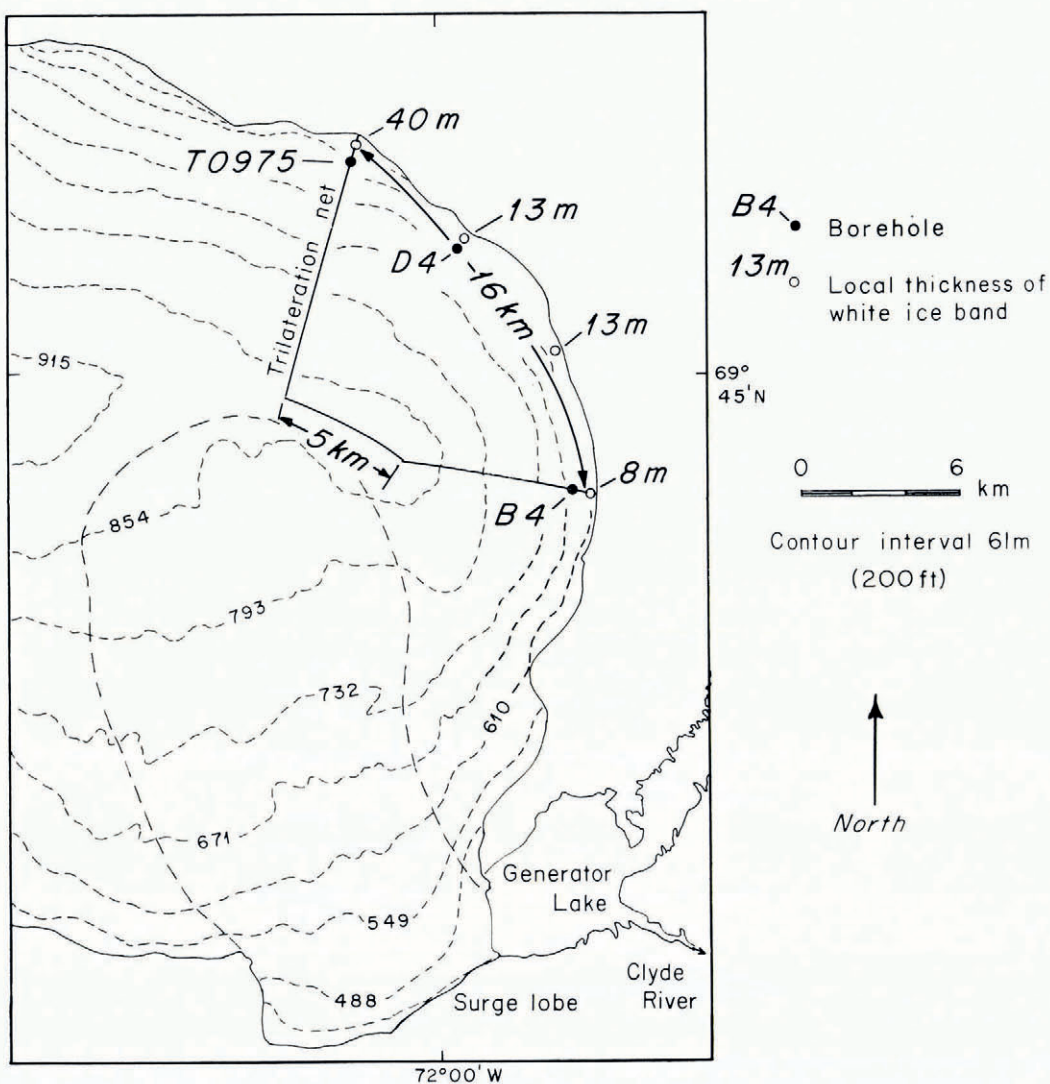 40 m
TO975
Trilateration net
13 m
D4
16 km
13 m
915
69°
45'N
5 km
8 m
B4
854
793
732
610
671
549
488
Generator
Lake
Clyde
River
Surge lobe
72°00'W
B4
Borehole
13m
Local thickness of
white ice band
0 6
km
Contour interval 61m
(200ft)
North